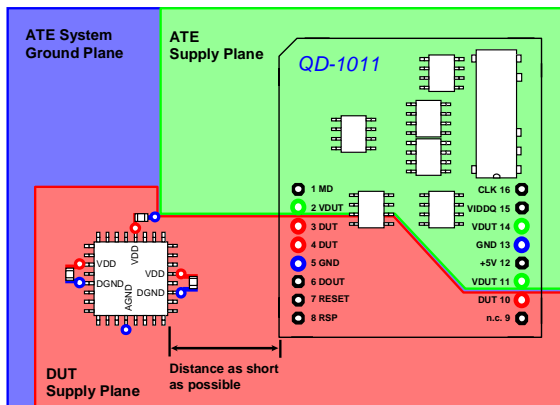 ATE System
Ground Plane
ATE
Supply Plane
QD-1011
1 MD
2 VDUT
3 DUT
4 DUT
5 GND
6 DOUT
7 RESET
8 RSP
CLK 16
VIDDQ 15
VDUT 14
GND 13
+5V 12
VDUT 11
DUT 10
n.c. 9
VDD
VDD
DGND
VDD
DGND
AGND
Distance as short
as possible
DUT
Supply Plane